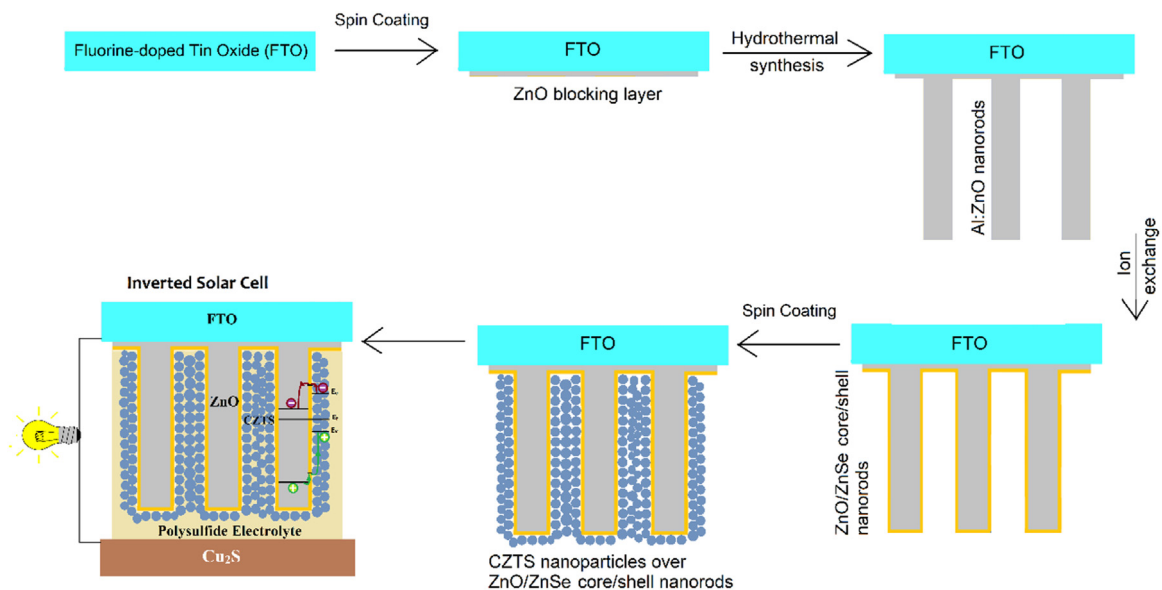 Fluorine-doped Tin Oxide (FTO)
Spin Coating
FTO
ZnO blocking layer
Hydrothermal
synthesis
FTO
Al:ZnO nanorods
Ion
exchange
FTO
ZnO/ZnSe core/shell
nanorods
Spin Coating
FTO
CZTS nanoparticles over
ZnO/ZnSe core/shell nanorods
Inverted Solar Cell
FTO
ZnO
CZTS
Polysulfide Electrolyte
Cu₂S